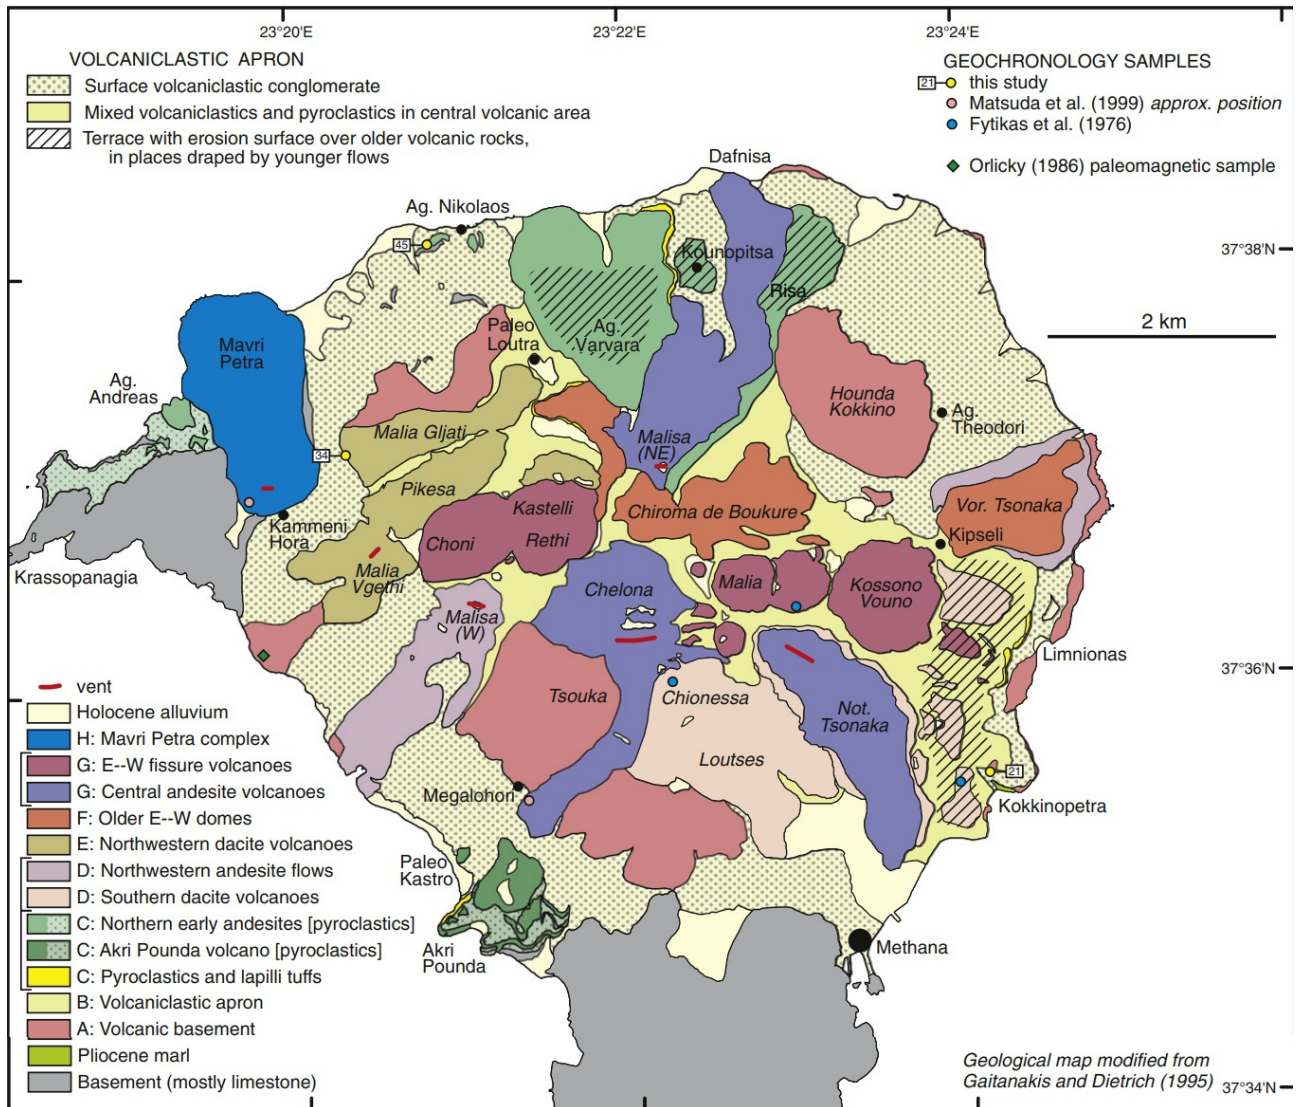 23°20'E
23°22'E
23°24'E
VOLCANICLASTIC APRON
Surface volcaniclastic conglomerate
Mixed volcaniclastics and pyroclastics in central volcanic area
Terrace with erosion surface over older volcanic rocks,
in places draped by younger flows
GEOCHRONOLOGY SAMPLES
21 this study
Matsuda et al. (1999) approx. position
Fytikas et al. (1976)
Orlicky (1986) paleomagnetic sample
Dafnisa
Ag. Nikolaos
45
Kounopitsa
37°38'N
Risa
2 km
Mavri
Petra
Paleo
Loutra
Ag.
Varvara
Ag.
Andreas
Hounda
Kokkino
Ag.
Theodori
Malia Gljati
Malisa
(NE)
34
Pikesa
Vor. Tsonaka
Kastelli
Chiroma de Boukure
Kammeni
Hora
Choni
Rethi
Kipseli
Krassopanagia
Malia
Vgethi
Chelona
Malia
Kossono
Vouno
Malisa
(W)
Limnionas
37°36'N
Tsouka
Chionessa
Not.
Tsonaka
Loutses
21
Megalohori
Kokkinopetra
Paleo
Kastro
Akri
Pounda
Methana
vent
Holocene alluvium
H: Mavri Petra complex
G: E--W fissure volcanoes
G: Central andesite volcanoes
F: Older E--W domes
E: Northwestern dacite volcanoes
D: Northwestern andesite flows
D: Southern dacite volcanoes
C: Northern early andesites [pyroclastics]
C: Akri Pounda volcano [pyroclastics]
C: Pyroclastics and lapilli tuffs
B: Volcaniclastic apron
A: Volcanic basement
Pliocene marl
Basement (mostly limestone)
Geological map modified from
Gaitanakis and Dietrich (1995)
37°34'N